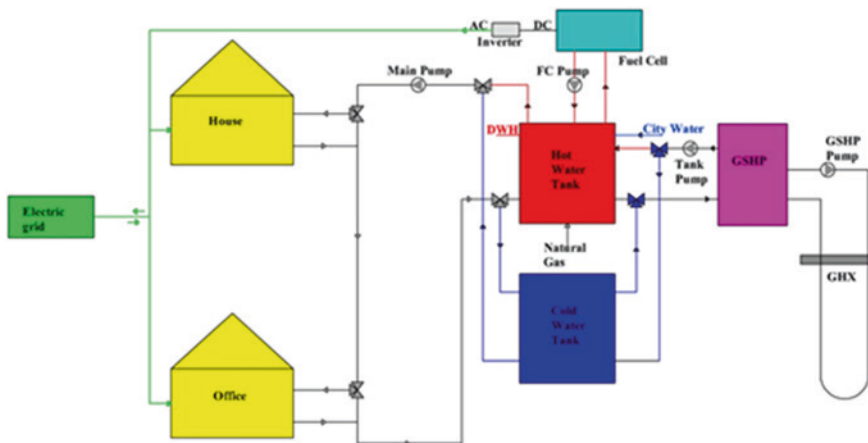 AC
DC
Inverter
Fuel Cell
Main Pump
FC Pump
House
DWH
City Water
Hot
Water
Tank
Tank
Pump
GSHP
GSHP
Pump
Electric
grid
Natural
Gas
GHX
Cold
Water
Tank
Office